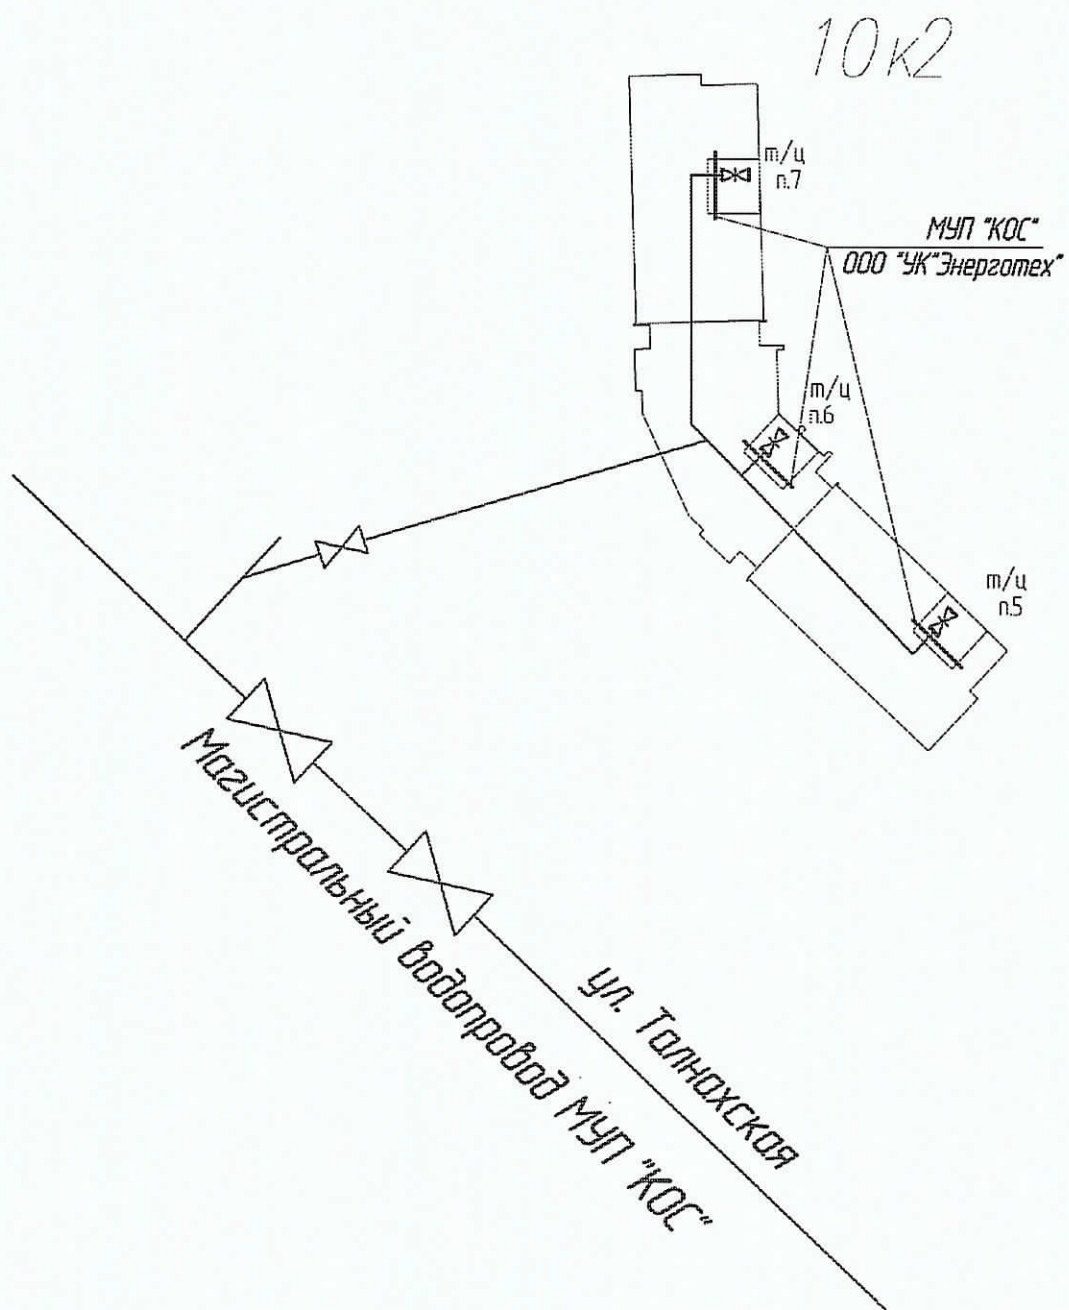 10к2
т/ц
п.7
МУП "КОС"
ООО "УК"Энерготех"
т/ц
п.6
т/ц
п.5
Магистральный водопровод МУП "КОС"
ул. Талнахская